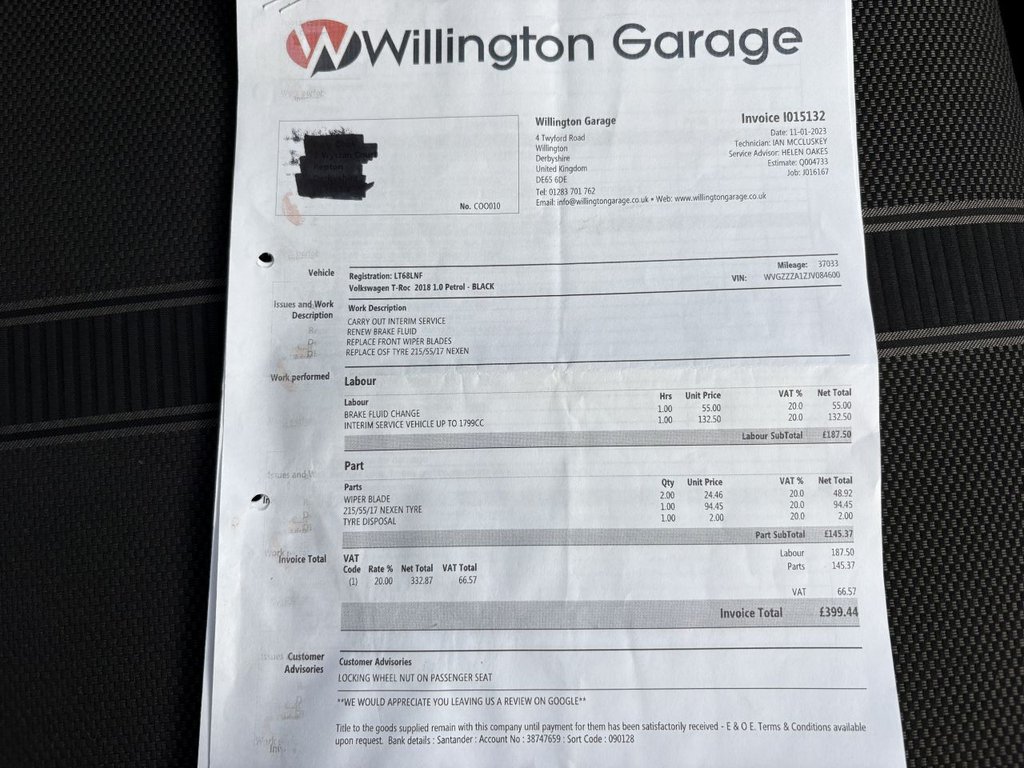 Willington Garage
Willington Garage
4 Twyford Road
Willington
Derbyshire
United Kingdom
DE65 6DE
Tel: 01283 701 762
Email: info@willingtongarage.co.uk • Web: www.willingtongarage.co.uk
Invoice I015132
Date: 11-01-2023
Technician: IAN MCCLUSKEY
Service Advisor: HELEN OAKES
Estimate: Q004733
Job: J016167
No. COO010
Vehicle
Registration: LT68LNF
Volkswagen T-Roc 2018 1.0 Petrol - BLACK
Mileage: 37033
VIN: WVGZZZA1ZJV084600
Issues and Work
Description
Work Description
CARRY OUT INTERIM SERVICE
RENEW BRAKE FLUID
REPLACE FRONT WIPER BLADES
REPLACE OSF TYRE 215/55/17 NEXEN
Work performed
Labour
Labour Hrs Unit Price VAT % Net Total
BRAKE FLUID CHANGE 1.00 55.00 20.0 55.00
INTERIM SERVICE VEHICLE UP TO 1799CC 1.00 132.50 20.0 132.50
Labour SubTotal £187.50
Part
Parts Qty Unit Price VAT % Net Total
WIPER BLADE 2.00 24.46 20.0 48.92
215/55/17 NEXEN TYRE 1.00 94.45 20.0 94.45
TYRE DISPOSAL 1.00 2.00 20.0 2.00
Part SubTotal £145.37
Invoice Total
VAT
Code Rate % Net Total VAT Total
(1) 20.00 332.87 66.57
Labour 187.50
Parts 145.37
VAT 66.57
Invoice Total £399.44
Customer
Advisories
Customer Advisories
LOCKING WHEEL NUT ON PASSENGER SEAT
**WE WOULD APPRECIATE YOU LEAVING US A REVIEW ON GOOGLE**
Title to the goods supplied remain with this company until payment for them has been satisfactorily received - E & O E. Terms & Conditions available
upon request. Bank details : Santander : Account No : 38747659 : Sort Code : 090128